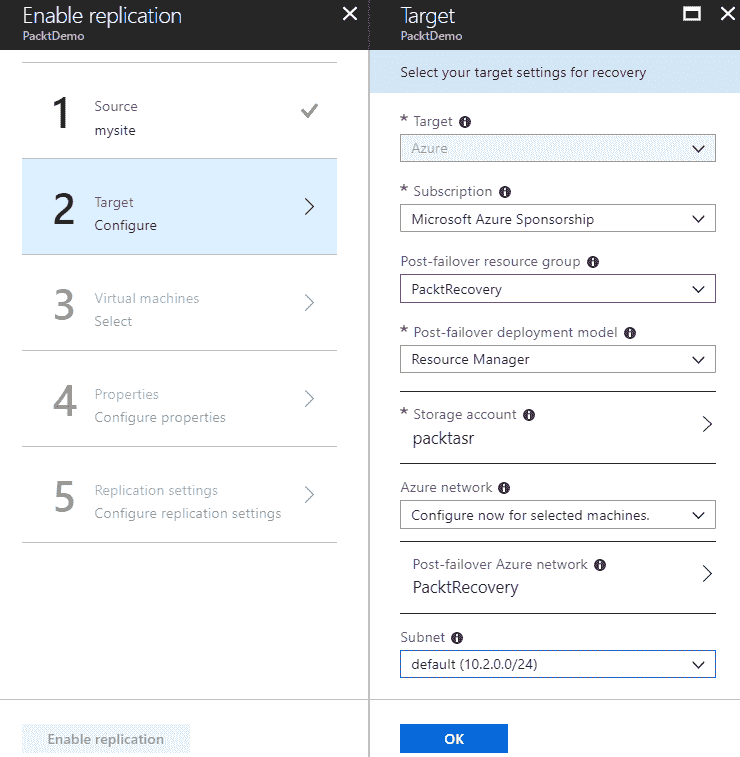 Enable replication
PacktDemo
1
Source
mysite
2
Target
Configure
3
Virtual machines
Select
4
Properties
Configure properties
5
Replication settings
Configure replication settings
Enable replication
Target
PacktDemo
Select your target settings for recovery
* Target
Azure
* Subscription
Microsoft Azure Sponsorship
Post-failover resource group
PacktRecovery
* Post-failover deployment model
Resource Manager
* Storage account
packtasr
Azure network
Configure now for selected machines.
Post-failover Azure network
PacktRecovery
Subnet
default (10.2.0.0/24)
OK